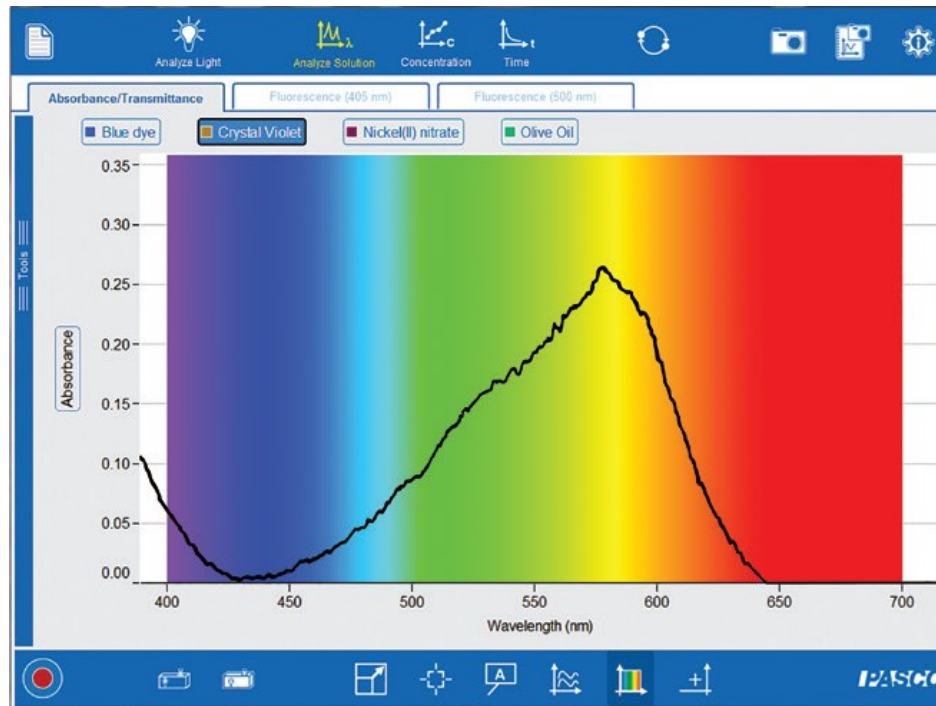 Analyze Light
Analyze Solution
Concentration
Time
λ
c
t
i
Absorbance/Transmittance
Fluorescence (405 nm)
Fluorescence (500 nm)
Tools
Blue dye
Crystal Violet
Nickel(II) nitrate
Olive Oil
Absorbance
0.35
0.30
0.25
0.20
0.15
0.10
0.05
0.00
400 450 500 550 600 650 700
Wavelength (nm)
A
PASCO